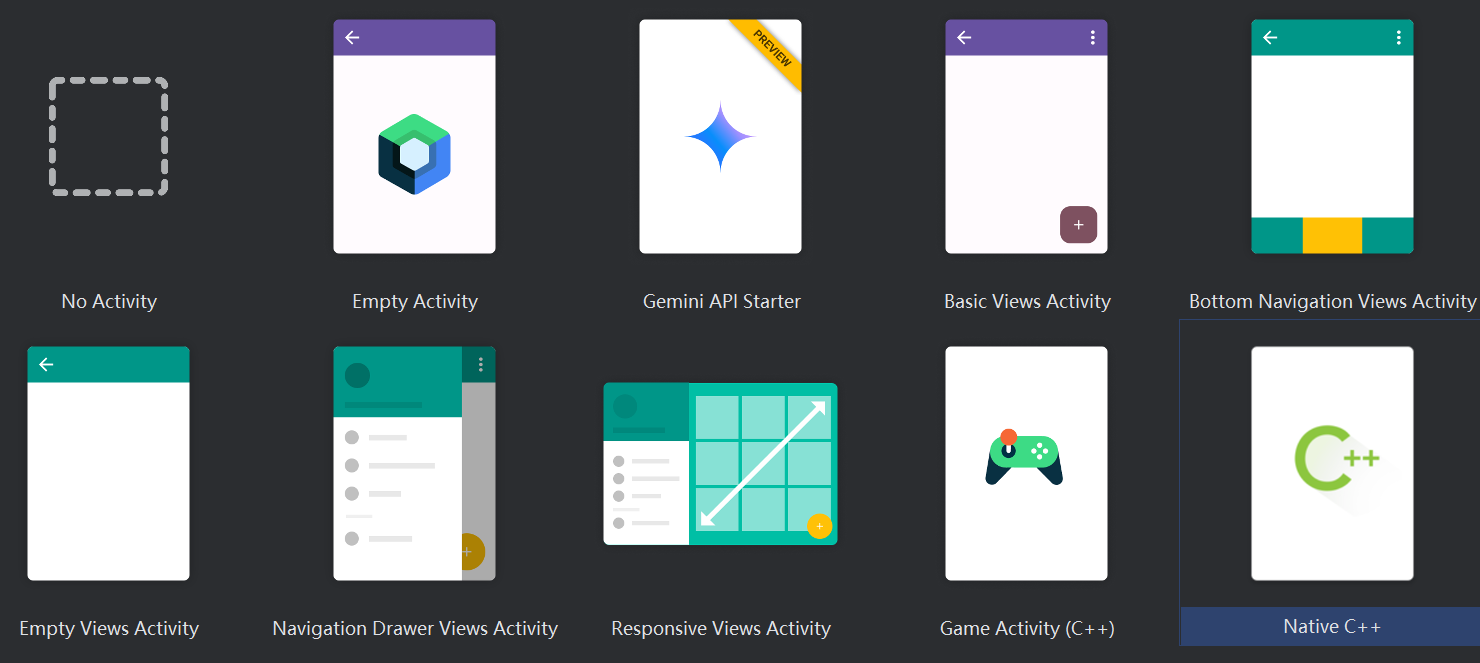 PREVIEW
No Activity
Empty Activity
Gemini API Starter
Basic Views Activity
Bottom Navigation Views Activity
C++
Empty Views Activity
Navigation Drawer Views Activity
Responsive Views Activity
Game Activity (C++)
Native C++